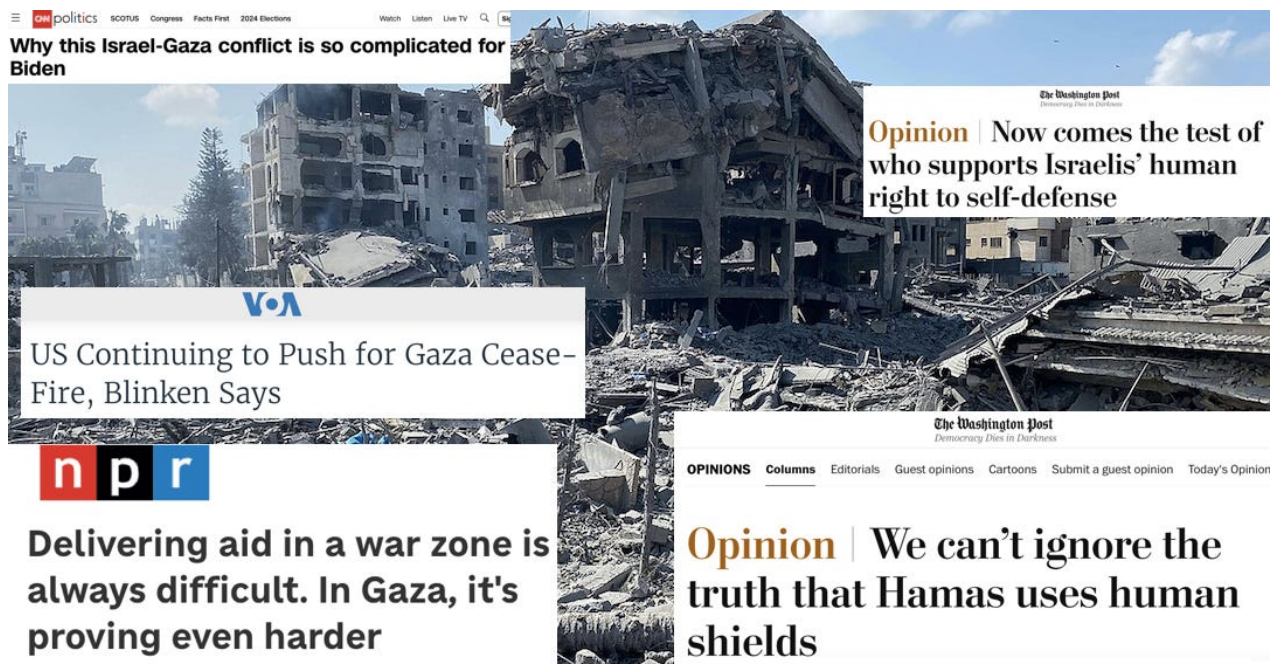 CNN politics SCOTUS Congress Facts First 2024 Elections Watch Listen Live TV
Why this Israel-Gaza conflict is so complicated for
Biden
The Washington Post
Democracy Dies in Darkness
Opinion | Now comes the test of
who supports Israelis’ human
right to self-defense
VOA
US Continuing to Push for Gaza Cease-
Fire, Blinken Says
npr
Delivering aid in a war zone is
always difficult. In Gaza, it's
proving even harder
The Washington Post
Democracy Dies in Darkness
OPINIONS Columns Editorials Guest opinions Cartoons Submit a guest opinion Today's Opinion
Opinion | We can’t ignore the
truth that Hamas uses human
shields